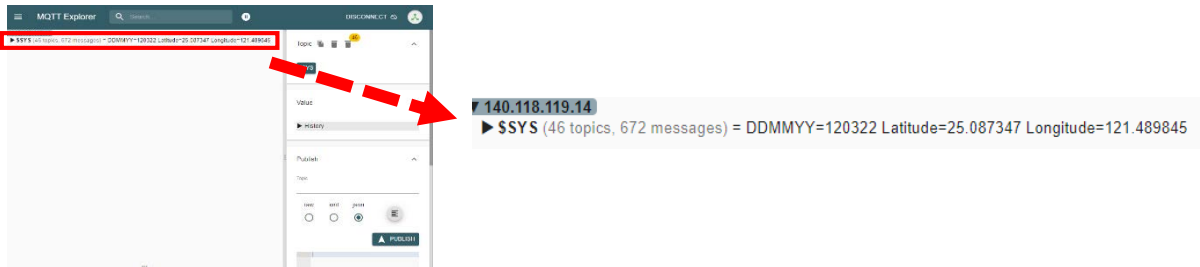 MQTT Explorer
Search...
DISCONNECT
▶ $SYS (46 topics, 672 messages) = DDMMYY=120322 Latitude=25.087347 Longitude=121.489845
Topic
46
Value
▶ History
Publish
Topic
raw xml json
PUBLISH
▼ 140.118.119.14
▶ $SYS (46 topics, 672 messages) = DDMMYY=120322 Latitude=25.087347 Longitude=121.489845